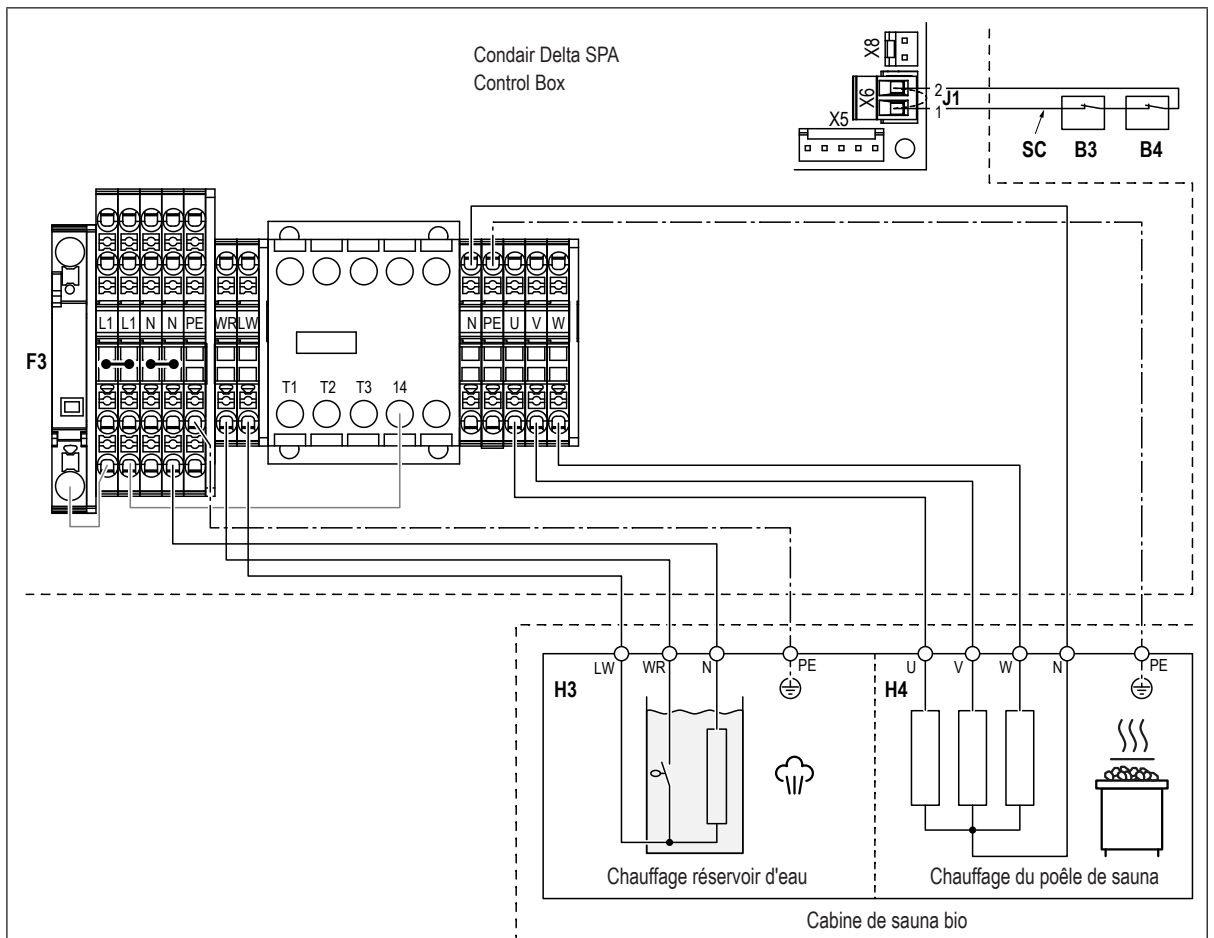 Condair Delta SPA
Control Box
X8
X6
2
J1
1
X5
SC B3 B4
F3
L1 L1 N N PE WR LW
N PE U V W
T1 T2 T3 14
LW WR N PE U V W N PE
H3 H4
Chauffage réservoir d'eau Chauffage du poêle de sauna
Cabine de sauna bio